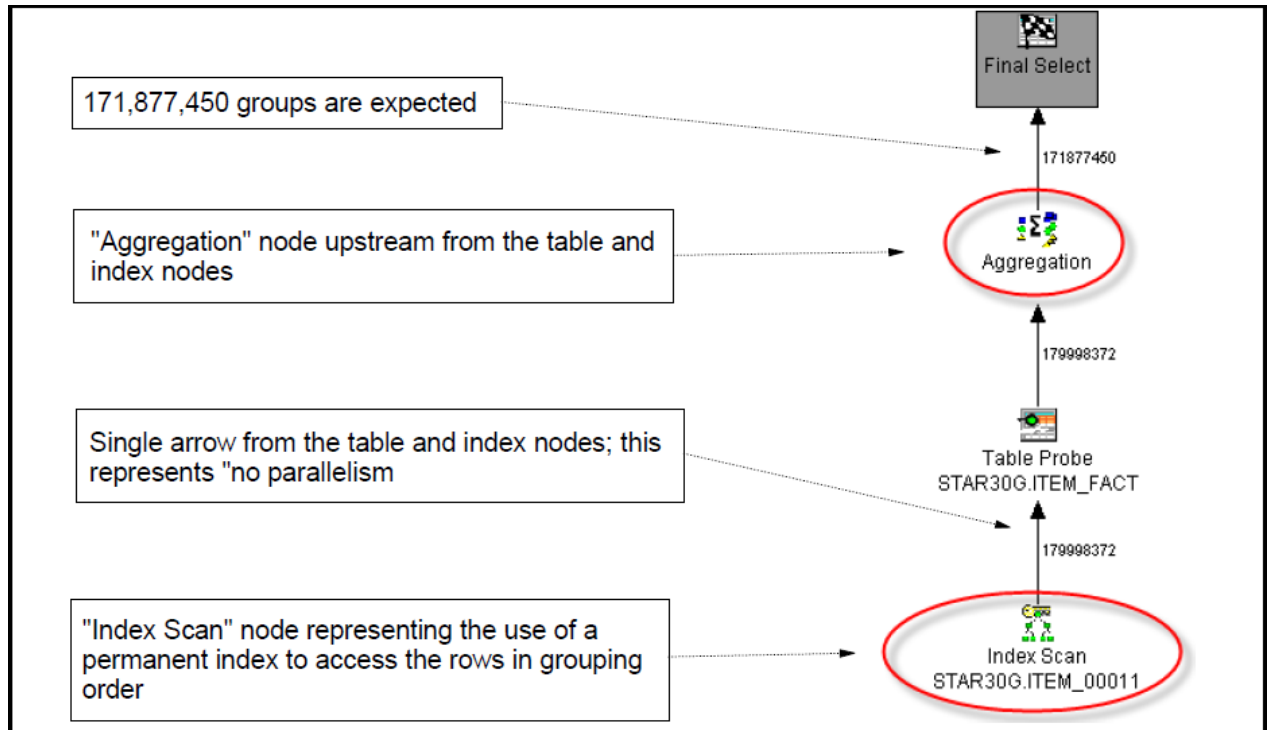 Final Select
171,877,450 groups are expected
171877450
"Aggregation" node upstream from the table and
index nodes
Aggregation
179998372
Single arrow from the table and index nodes; this
represents "no parallelism
Table Probe
STAR30G.ITEM_FACT
179998372
"Index Scan" node representing the use of a
permanent index to access the rows in grouping
order
Index Scan
STAR30G.ITEM_00011